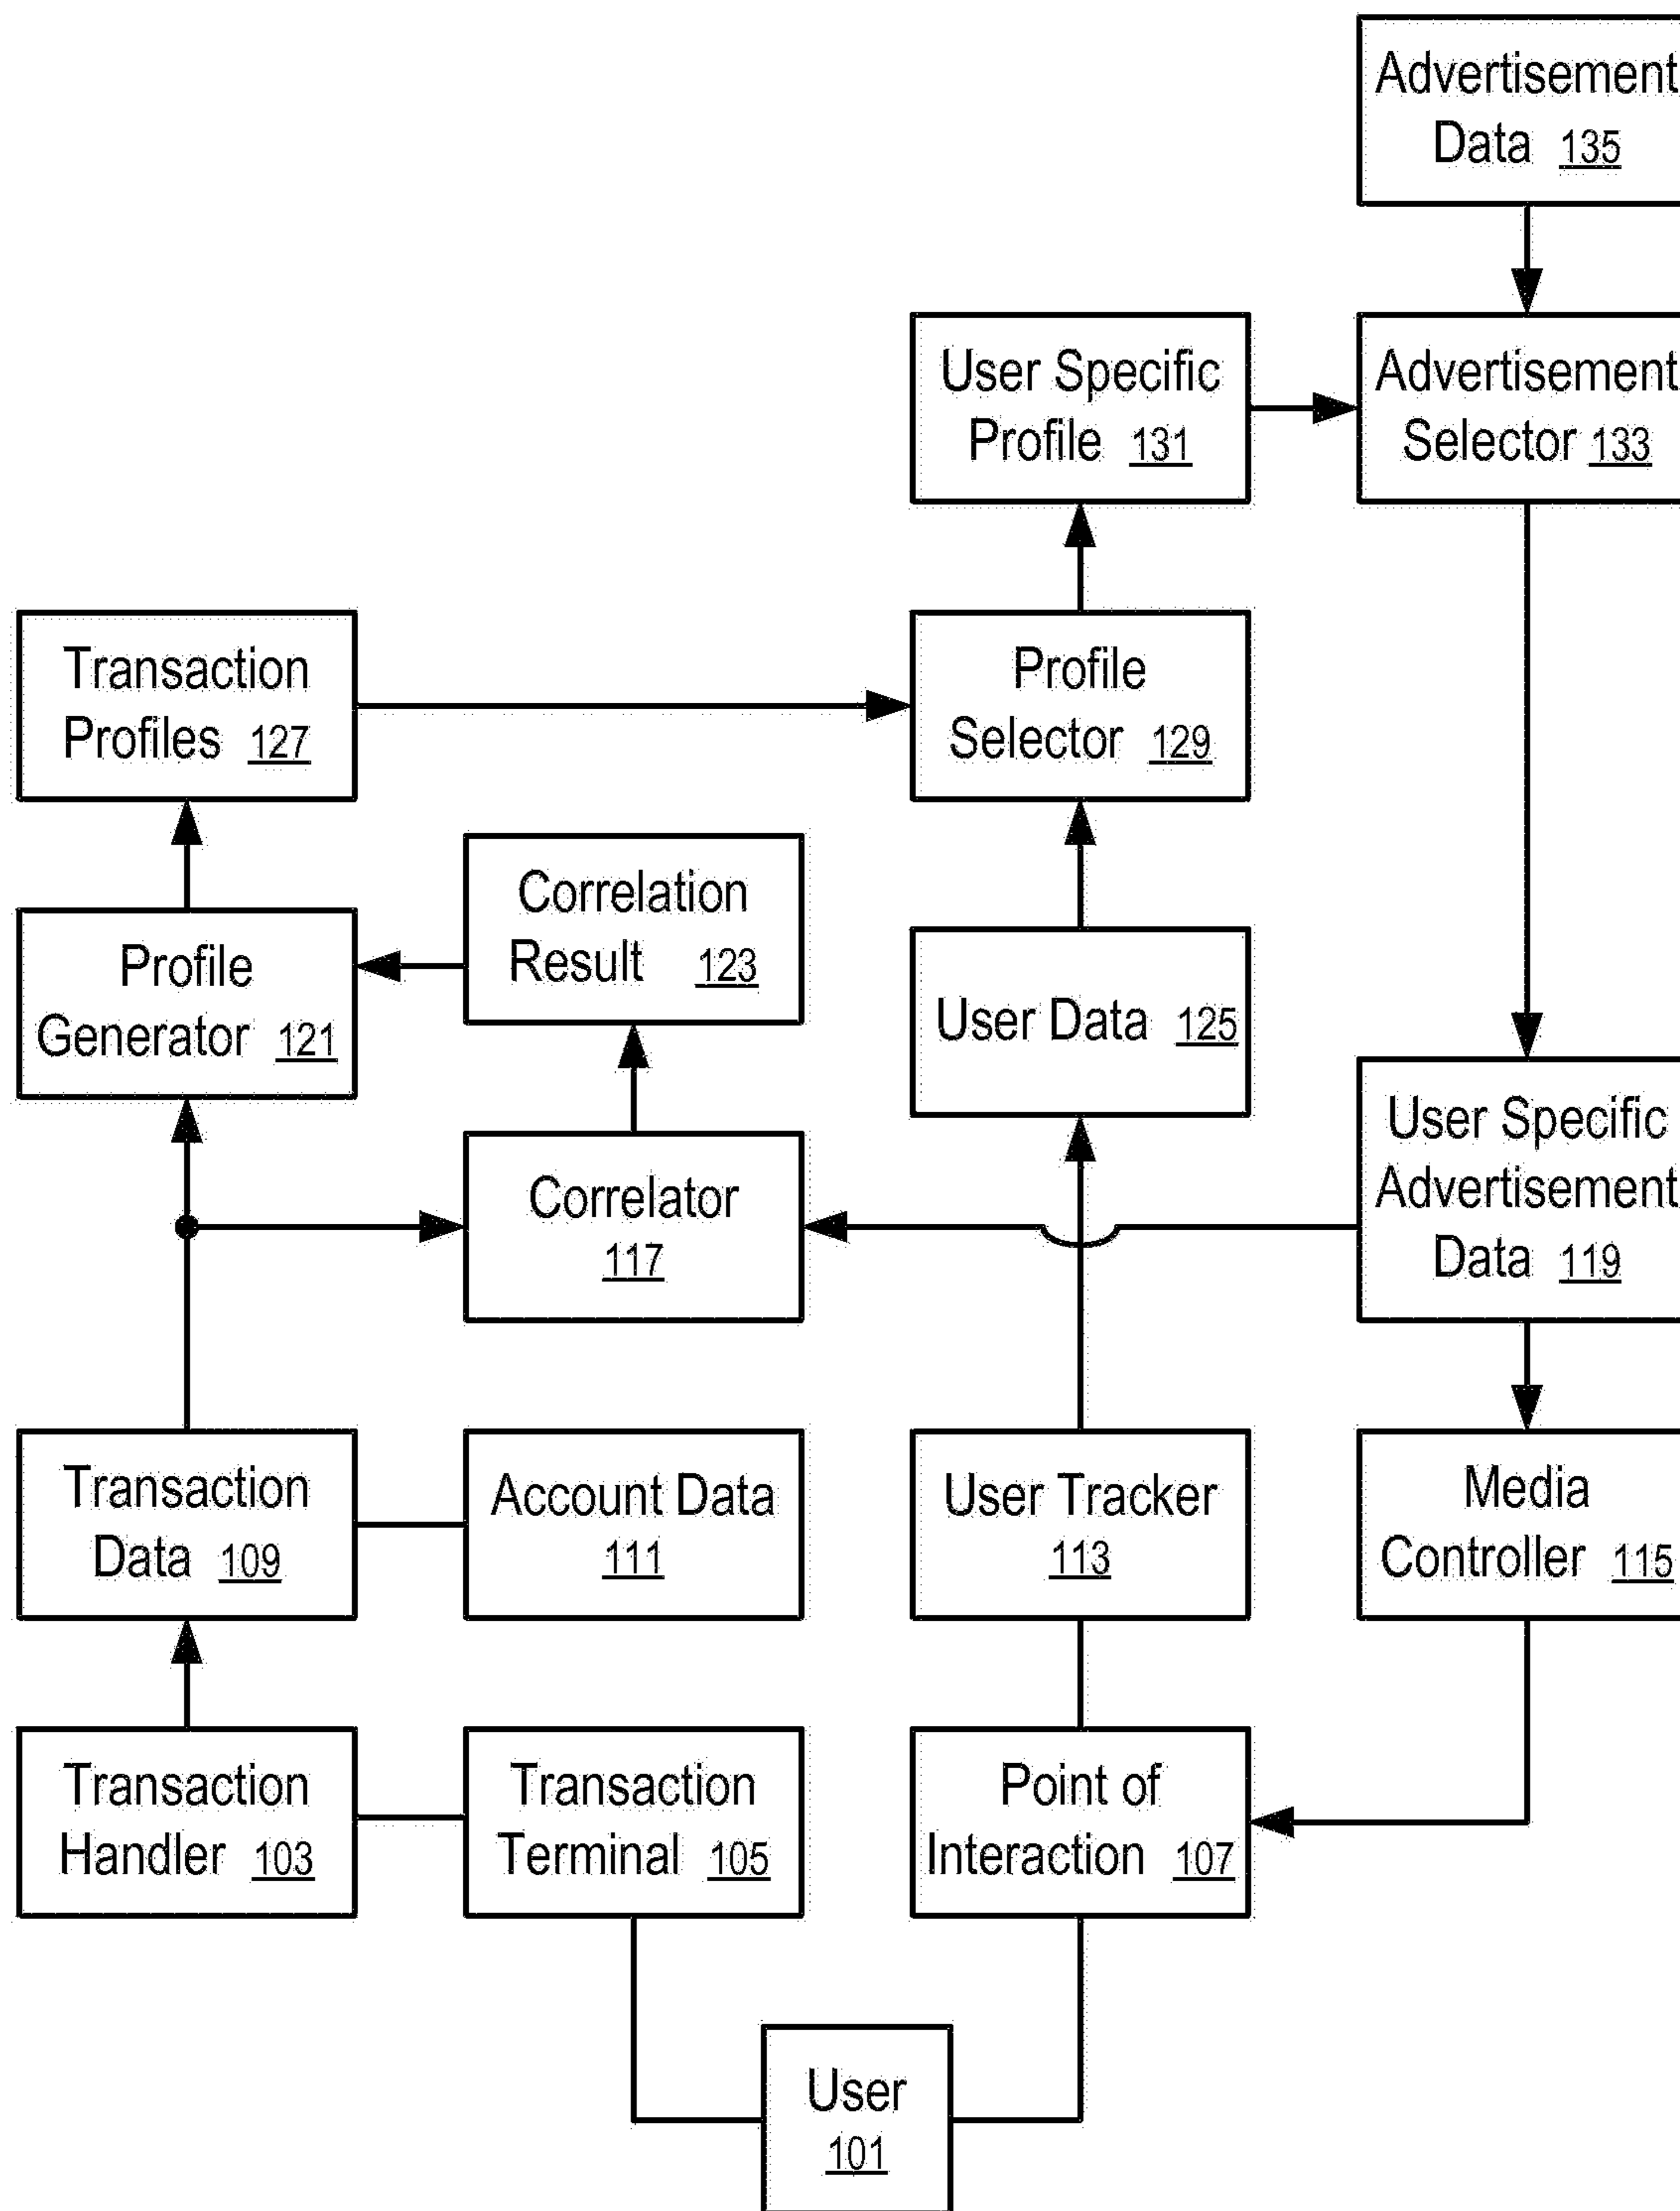 Advertisement
Data 135
User Specific
Profile 131
Advertisement
Selector 133
Transaction
Profiles 127
Profile
Selector 129
Correlation
Result 123
Profile
Generator 121
User Data 125
User Specific
Advertisement
Data 119
Correlator
117
Transaction
Data 109
Account Data
111
User Tracker
113
Media
Controller 115
Transaction
Handler 103
Transaction
Terminal 105
Point of
Interaction 107
User
101